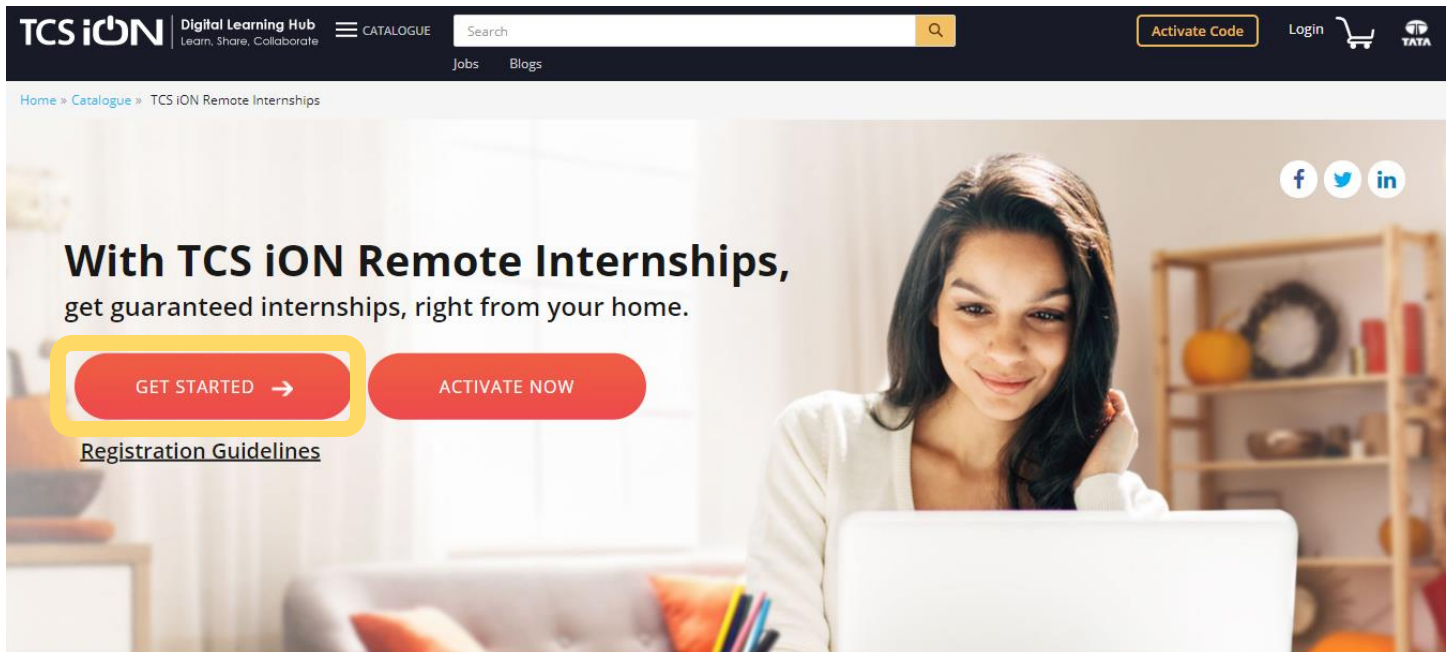 TCS iON Digital Learning Hub
Learn, Share, Collaborate
CATALOGUE
Search
Activate Code
Login
TATA
Jobs Blogs
Home » Catalogue » TCS iON Remote Internships
f in
With TCS iON Remote Internships,
get guaranteed internships, right from your home.
GET STARTED →
ACTIVATE NOW
Registration Guidelines